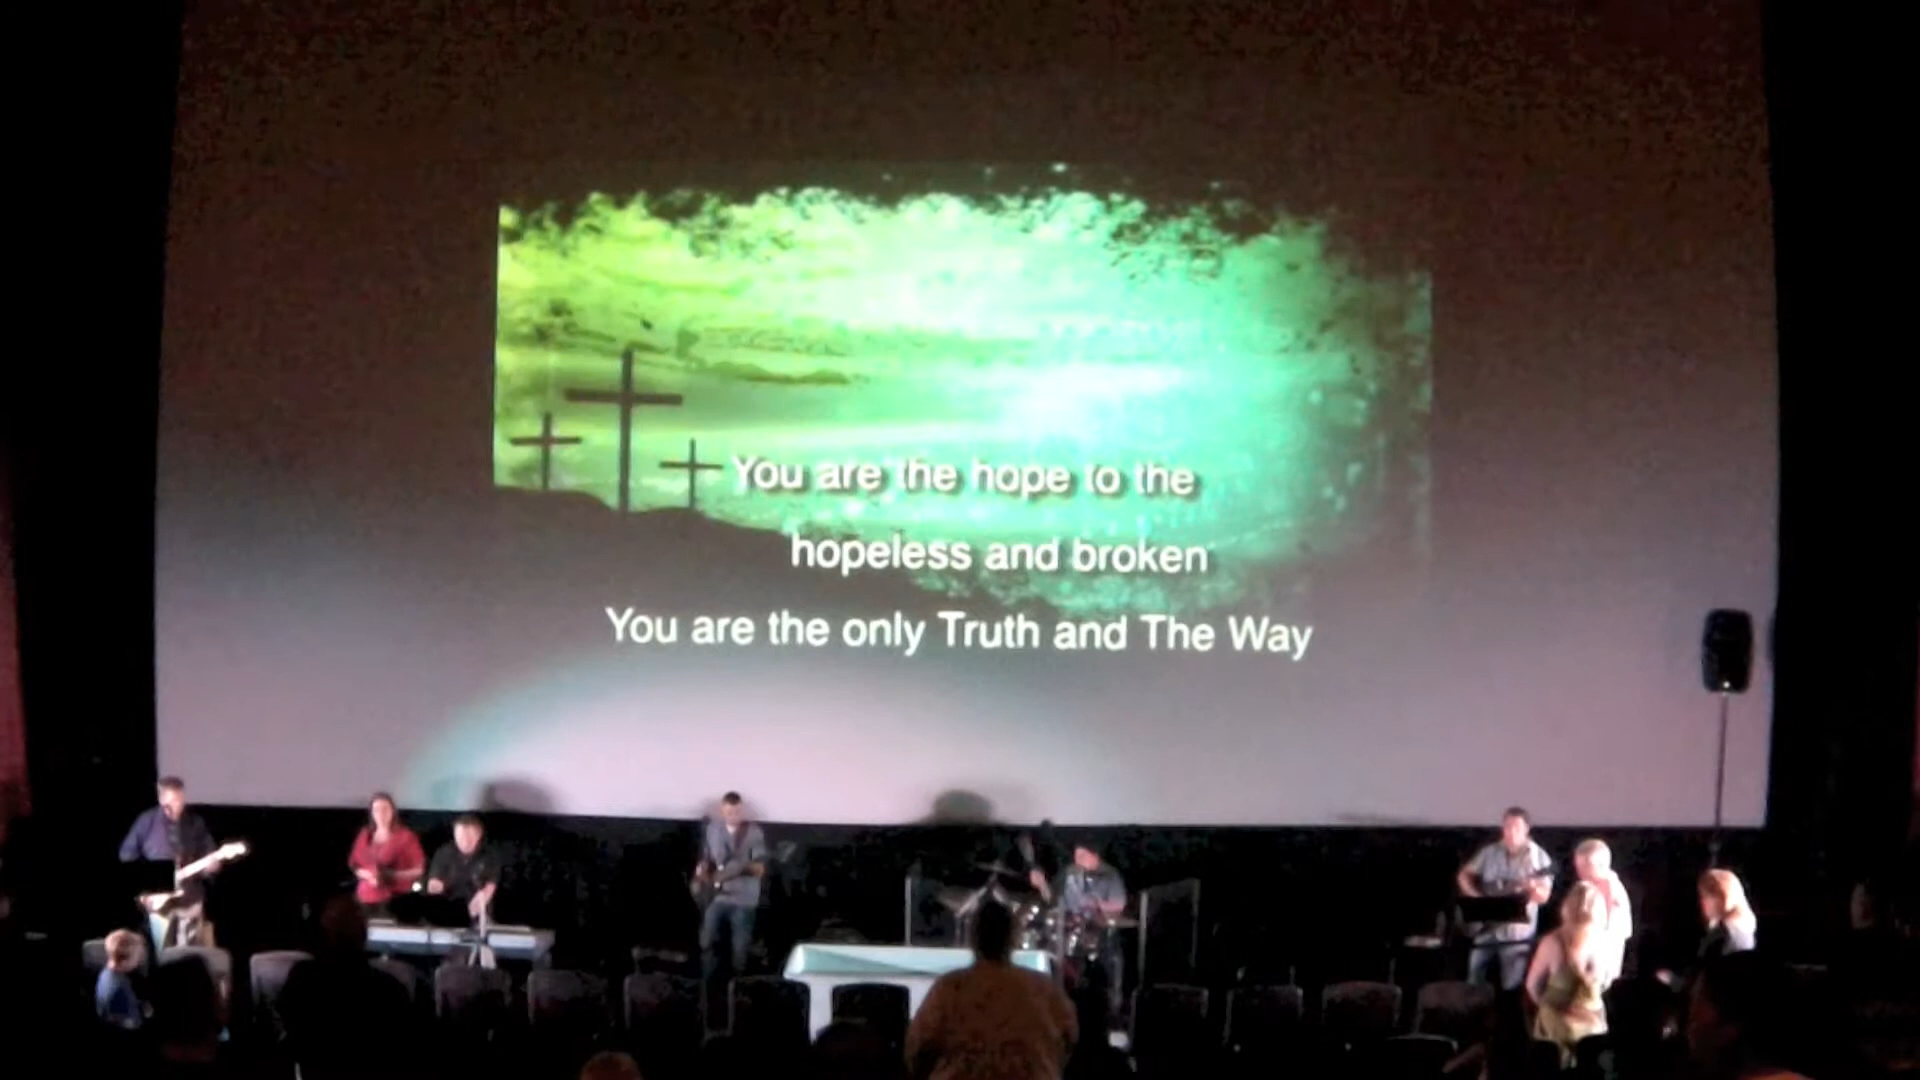 You are the hope to the
hopeless and broken
You are the only Truth and The Way